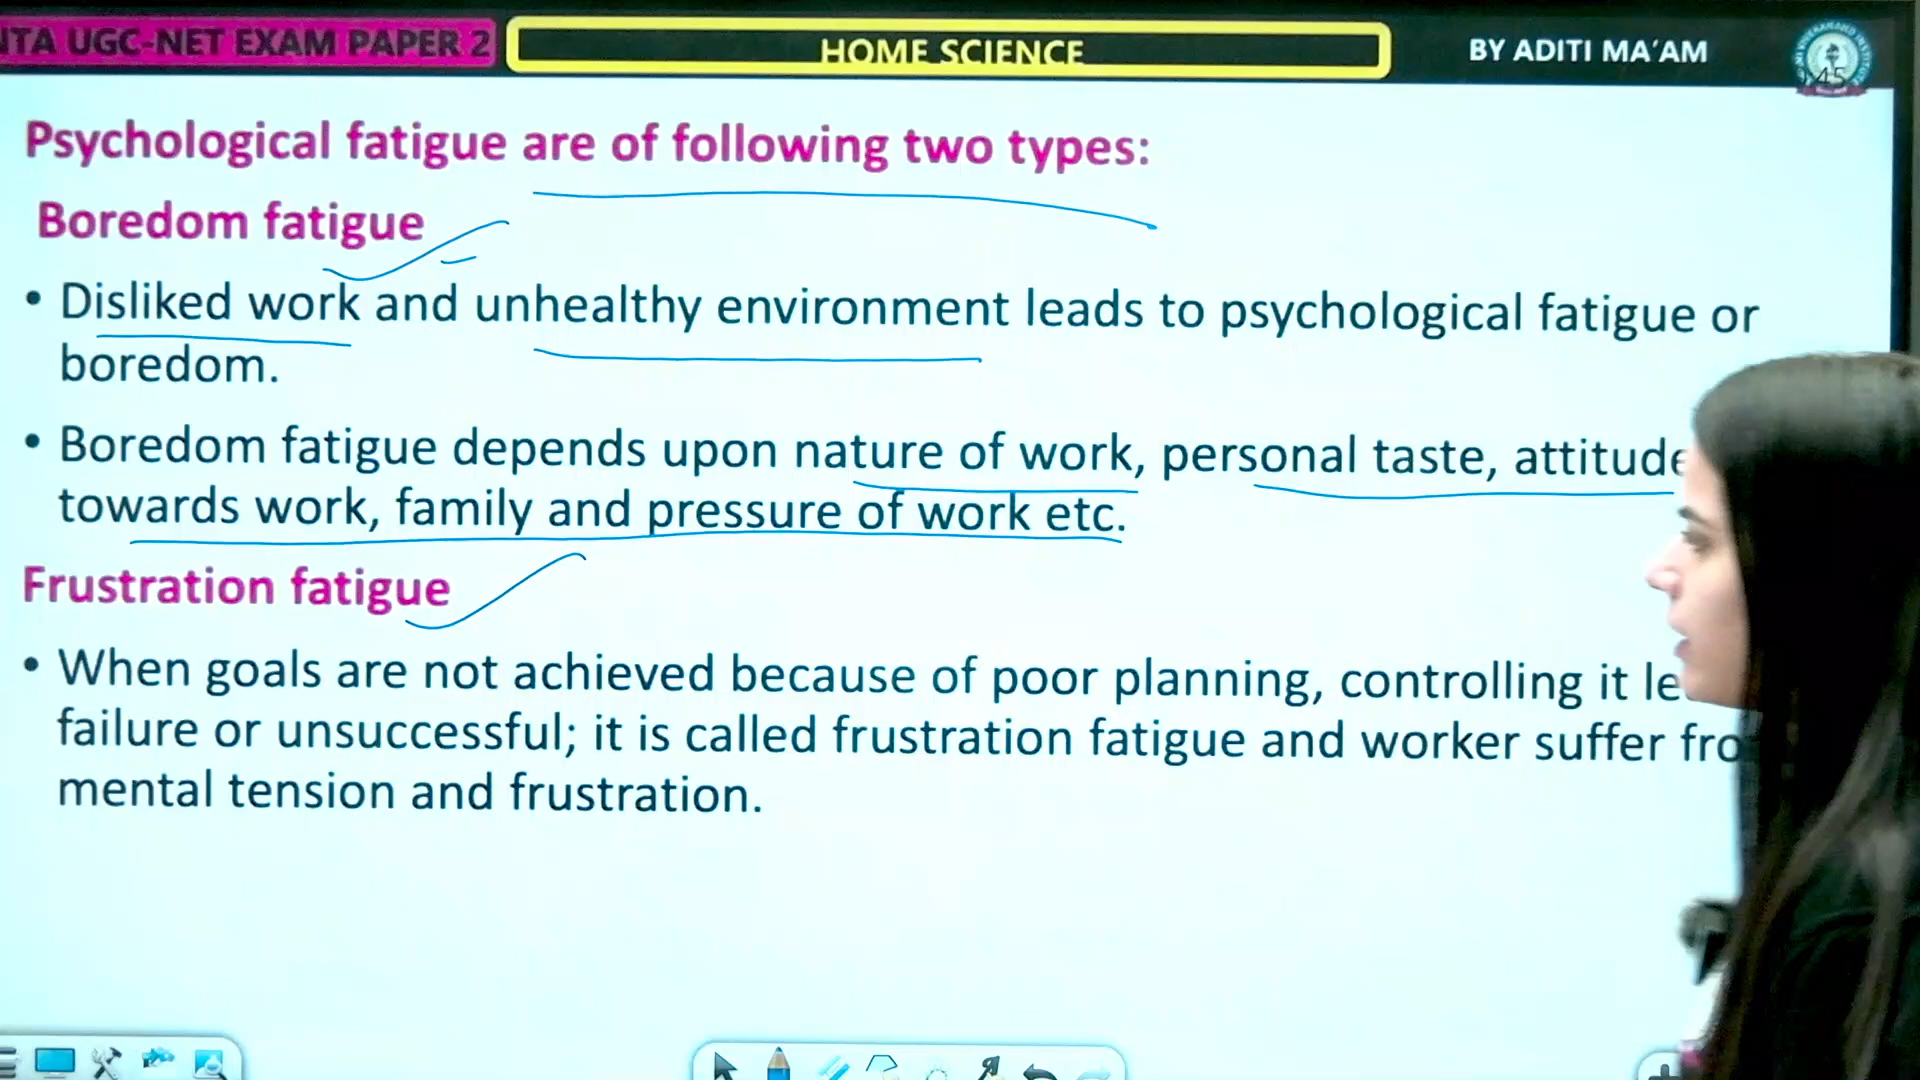 NTA UGC-NET EXAM PAPER 2
HOME SCIENCE
BY ADITI MA'AM
Psychological fatigue are of following two types:
Boredom fatigue
• Disliked work and unhealthy environment leads to psychological fatigue or
boredom.
• Boredom fatigue depends upon nature of work, personal taste, attitude
towards work, family and pressure of work etc.
Frustration fatigue
• When goals are not achieved because of poor planning, controlling it
failure or unsuccessful; it is called frustration fatigue and worker suffer
mental tension and frustration.